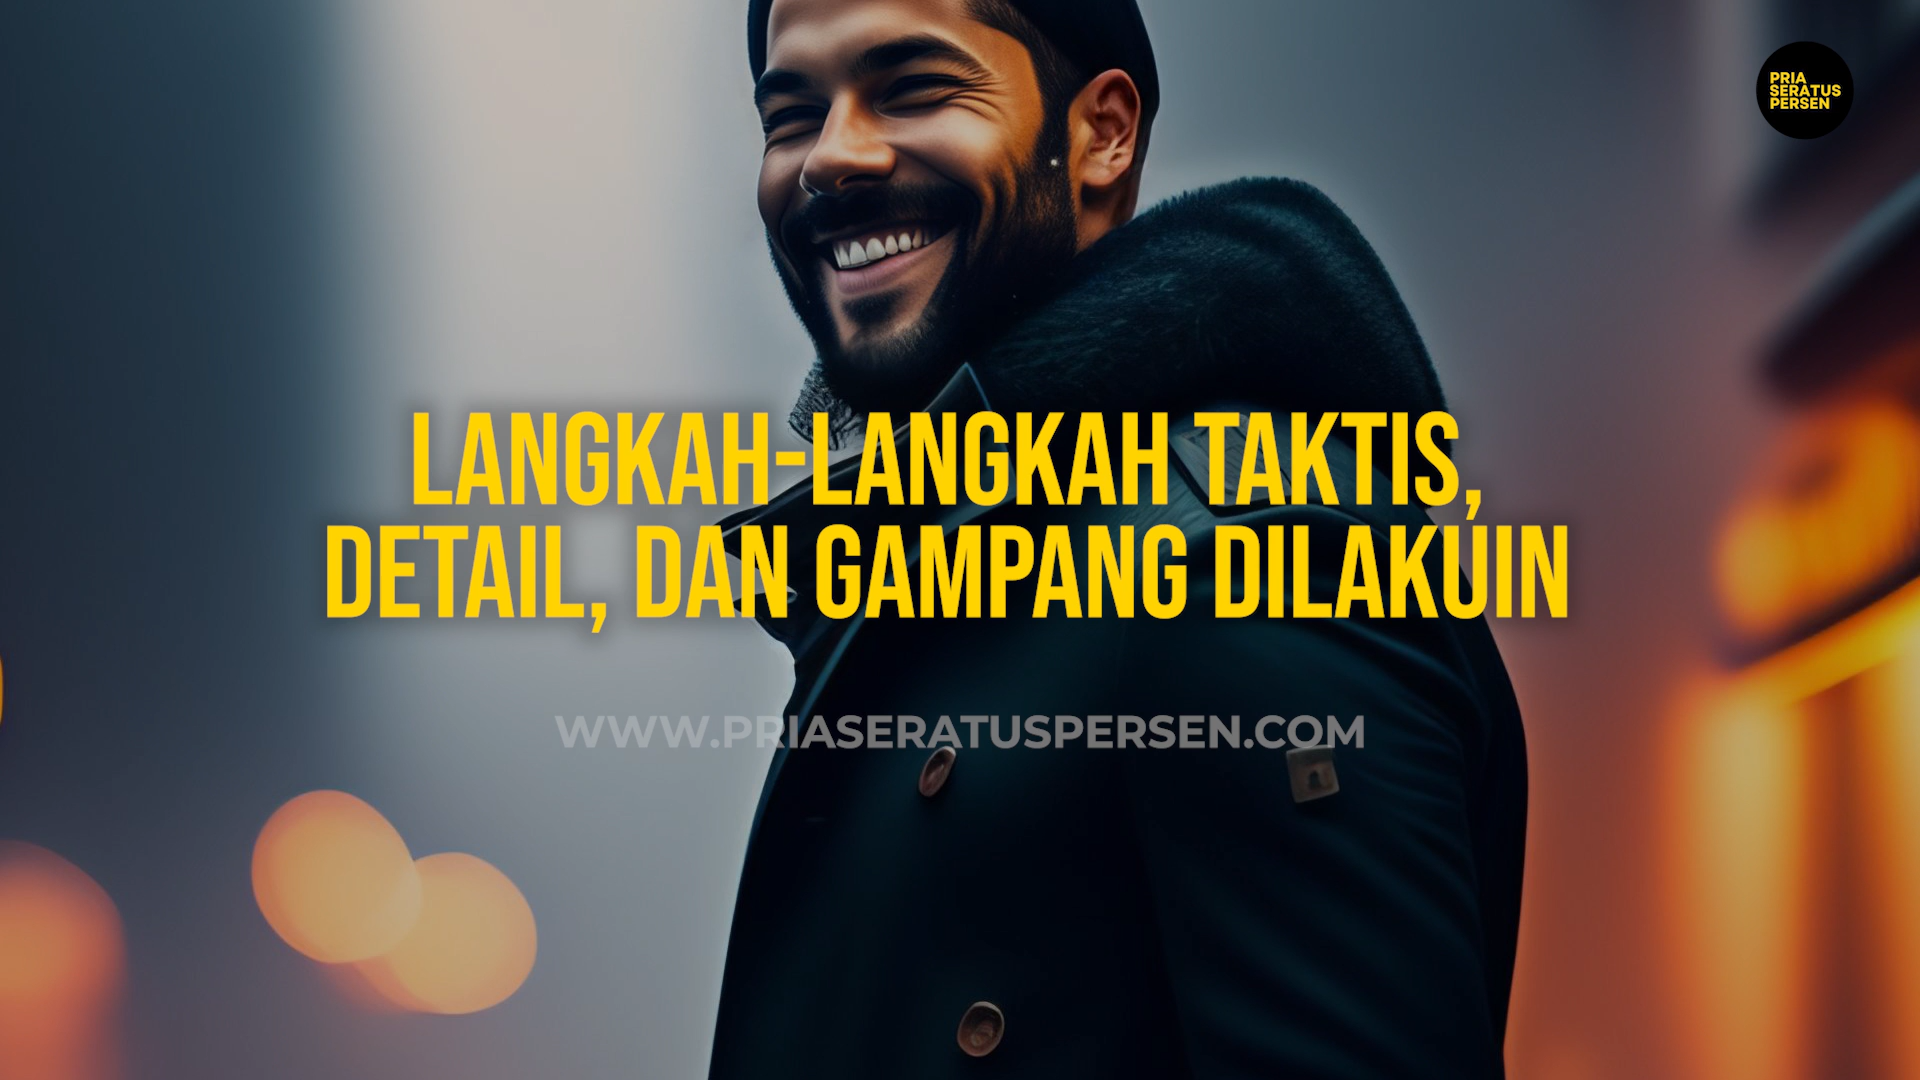 PRIA
SERATUS
PERSEN
LANGKAH-LANGKAH TAKTIS,
DETAIL, DAN GAMPANG DILAKUIN
WWW.PRIASERATUSPERSEN.COM